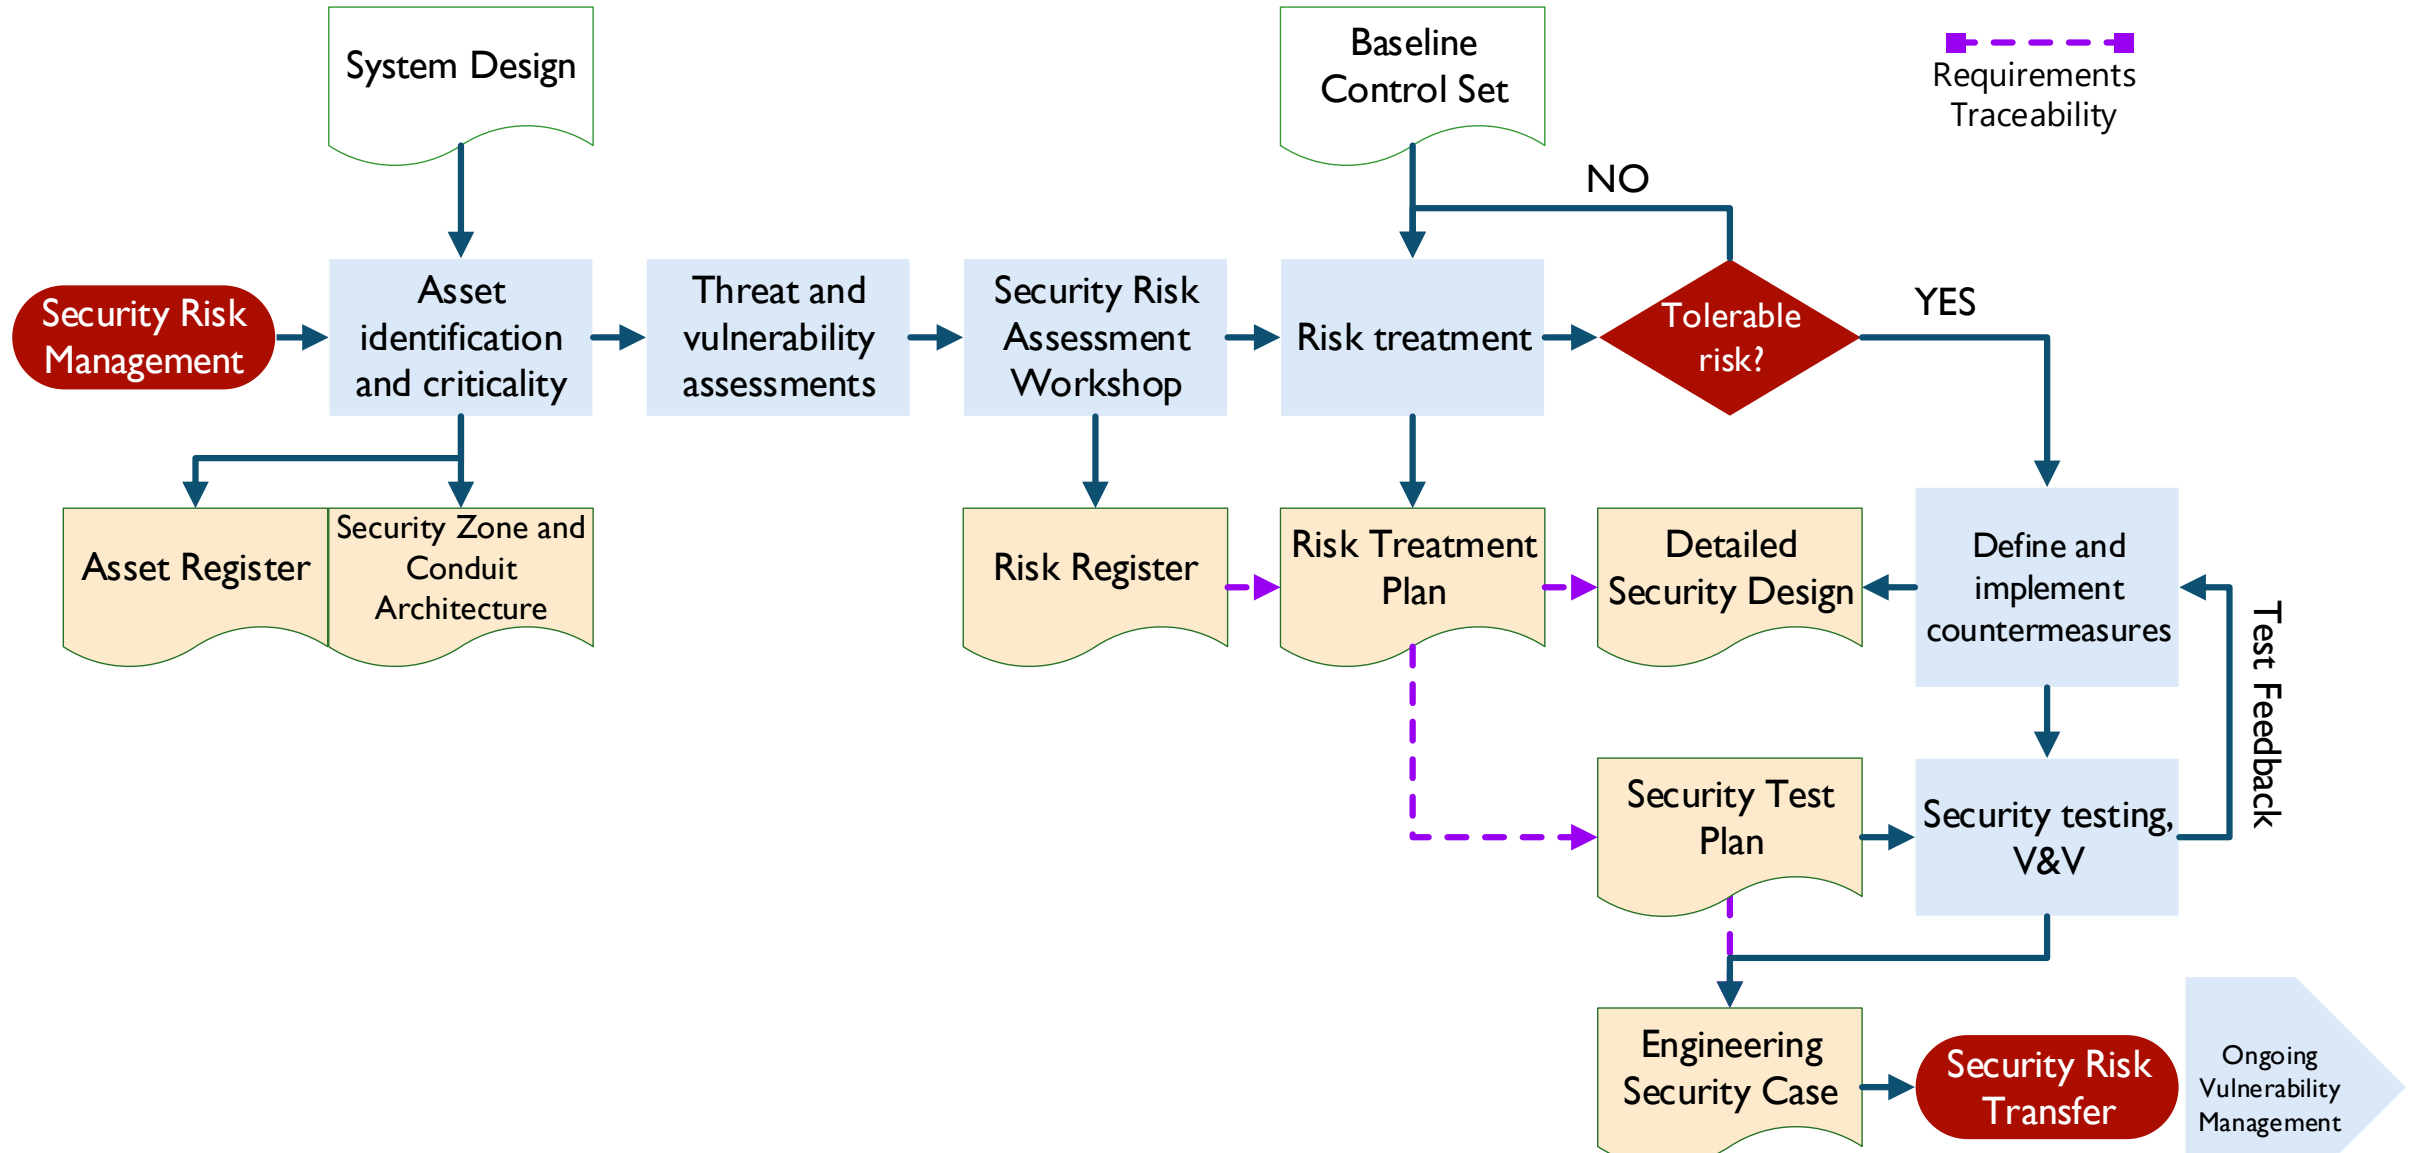 System Design
Baseline
Control Set
Requirements
Traceability
NO
YES
Security Risk
Management
Asset
identification
and criticality
Threat and
vulnerability
assessments
Security Risk
Assessment
Workshop
Risk treatment
Tolerable
risk?
Asset Register
Security Zone and
Conduit
Architecture
Risk Register
Risk Treatment
Plan
Detailed
Security Design
Define and
implement
countermeasures
Test Feedback
Security Test
Plan
Security testing,
V&V
Engineering
Security Case
Security Risk
Transfer
Ongoing
Vulnerability
Management